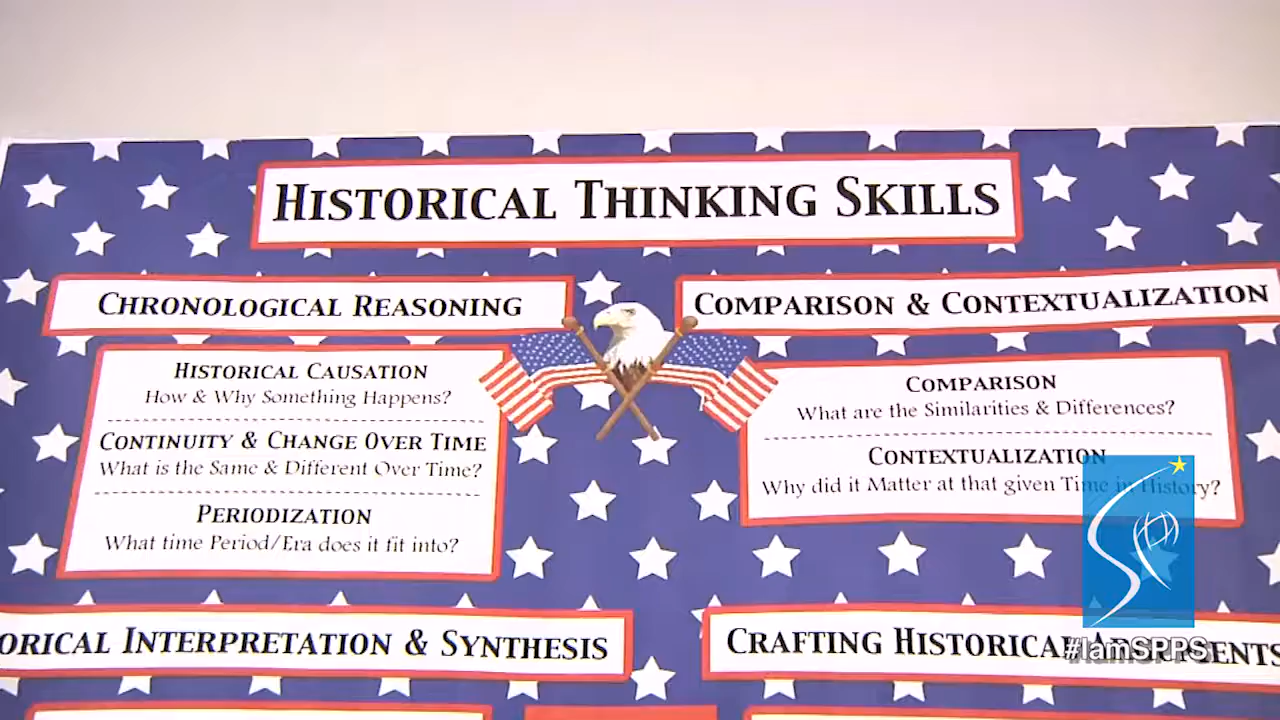 HISTORICAL THINKING SKILLS
CHRONOLOGICAL REASONING
HISTORICAL CAUSATION
How & Why Something Happens?
CONTINUITY & CHANGE OVER TIME
What is the Same & Different Over Time?
PERIODIZATION
What time Period/Era does it fit into?
COMPARISON & CONTEXTUALIZATION
COMPARISON
What are the Similarities & Differences?
CONTEXTUALIZATION
Why did it Matter at that given Time in History?
ORICAL INTERPRETATION & SYNTHESIS
CRAFTING HISTORICAL
#IamSPPS